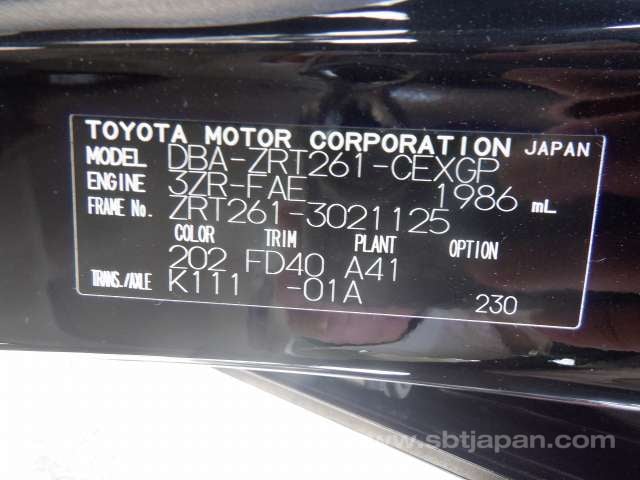 TOYOTA MOTOR CORPORATION JAPAN
MODEL DBA-ZRT261-CEXGP
ENGINE 3ZR-FAE 1986 mL
FRAME No. ZRT261-3021125
COLOR TRIM PLANT OPTION
202 FD40 A41
TRANS./AXLE K111 -01A 230
www.sbtjapan.com